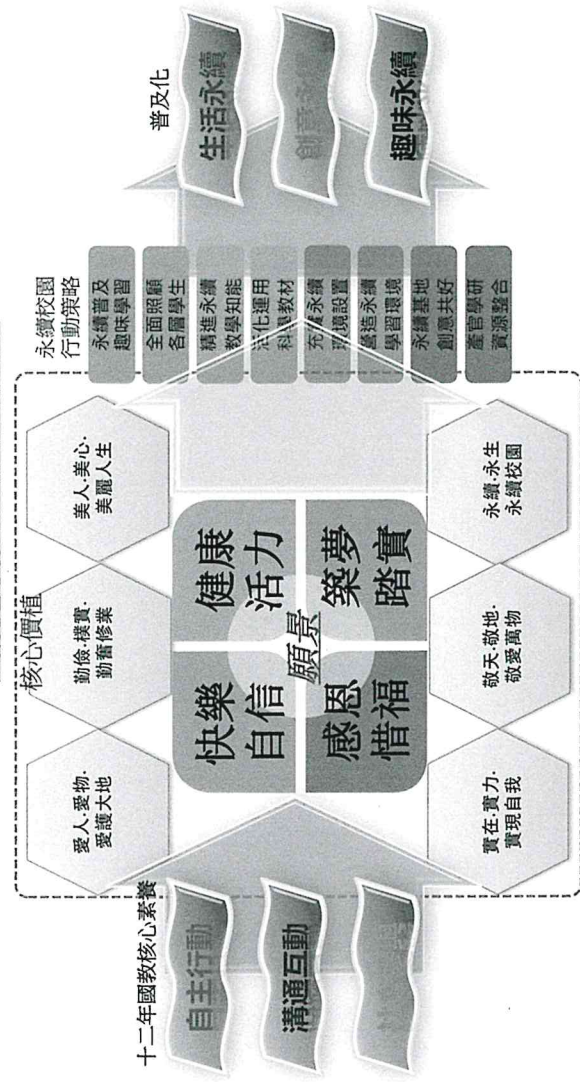 十二年國教核心素養
自主行動
溝通互動
核心價值
愛人·愛物·
愛護大地
勤儉·樸實·
勤奮修業
美人·美心·
美麗人生
快樂
自信
健康
活力
願景
感恩
惜福
築夢
踏實
實在·實力·
實現自我
敬天·敬地·
敬愛萬物
永續·永生
永續校園
永續校園
行動策略
永續普及
趣味學習
全面照顧
各層學生
精進永續
教學知能
活化運用
科學教材
充實永續
環境設置
營造永續
學習環境
永續基地
創意共好
產官學研
資源整合
普及化
生活永續
創意永續
趣味永續